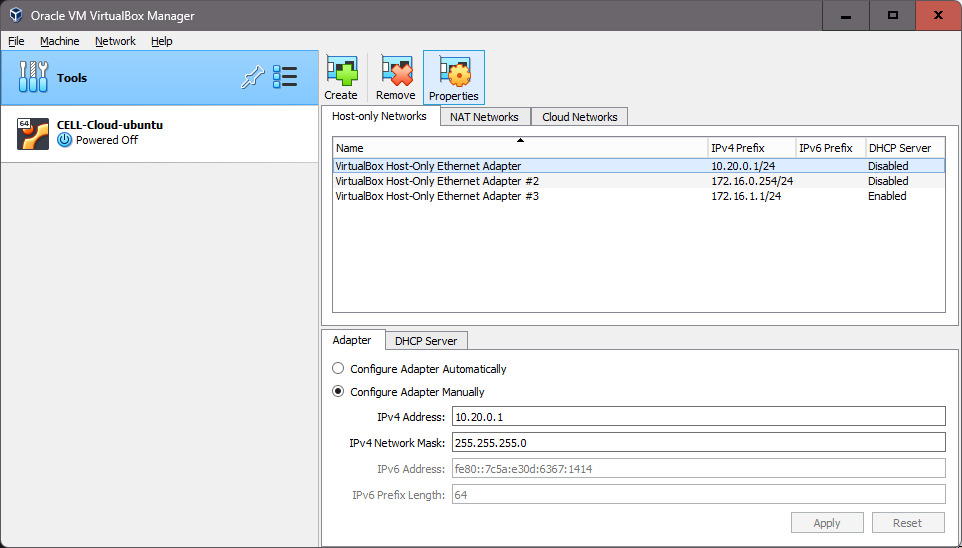 Oracle VM VirtualBox Manager
File Machine Network Help
Tools
64
CELL-Cloud-ubuntu
Powered Off
Create Remove Properties
Host-only Networks NAT Networks Cloud Networks
Name IPv4 Prefix IPv6 Prefix DHCP Server
VirtualBox Host-Only Ethernet Adapter 10.20.0.1/24 Disabled
VirtualBox Host-Only Ethernet Adapter #2 172.16.0.254/24 Disabled
VirtualBox Host-Only Ethernet Adapter #3 172.16.1.1/24 Enabled
Adapter DHCP Server
Configure Adapter Automatically
Configure Adapter Manually
IPv4 Address: 10.20.0.1
IPv4 Network Mask: 255.255.255.0
IPv6 Address: fe80::7c5a:e30d:6367:1414
IPv6 Prefix Length: 64
Apply Reset